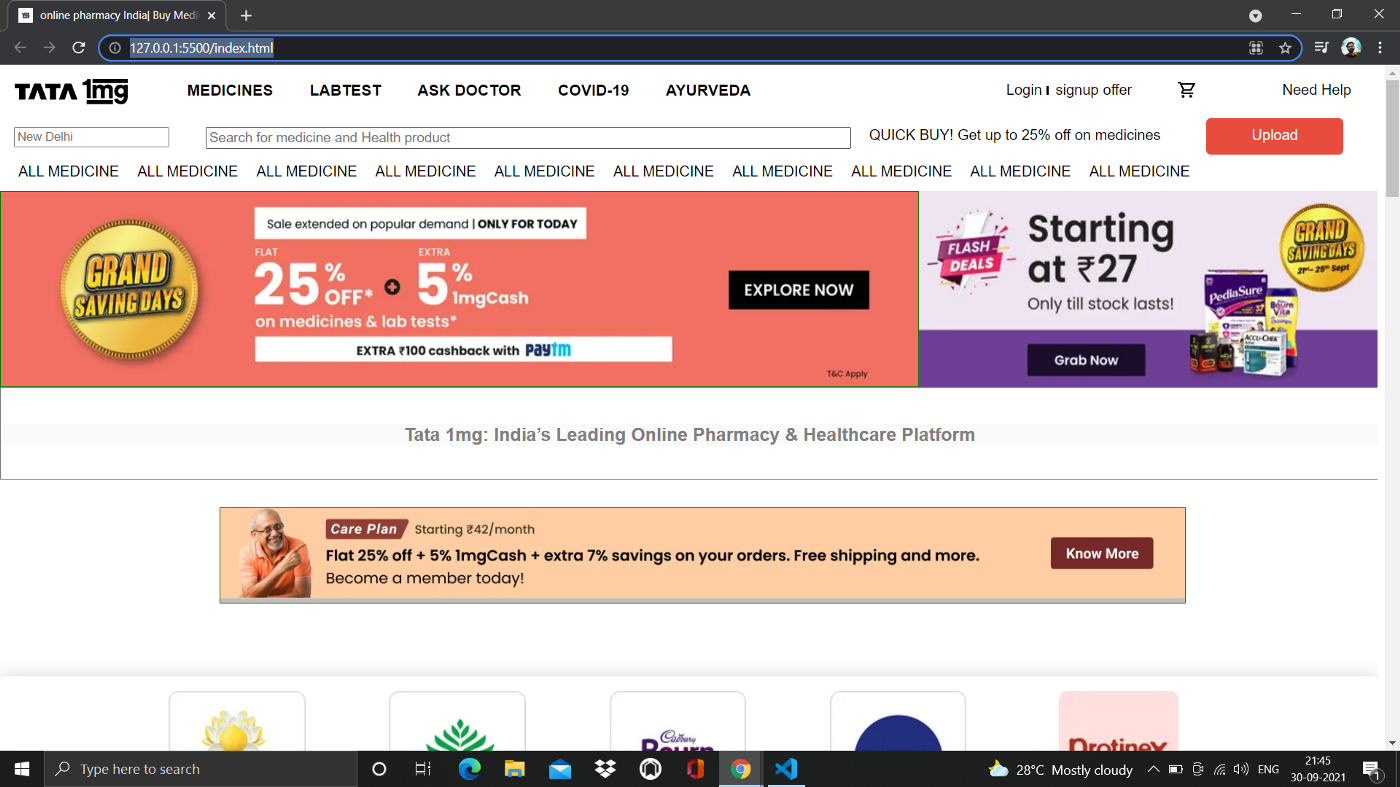 online pharmacy India| Buy Medi
127.0.0.1:5500/index.html
TATA 1mg MEDICINES LABTEST ASK DOCTOR COVID-19 AYURVEDA Login signup offer Need Help
New Delhi Search for medicine and Health product QUICK BUY! Get up to 25% off on medicines Upload
ALL MEDICINE ALL MEDICINE ALL MEDICINE ALL MEDICINE ALL MEDICINE ALL MEDICINE ALL MEDICINE ALL MEDICINE ALL MEDICINE ALL MEDICINE
GRAND
SAVING DAYS
Sale extended on popular demand | ONLY FOR TODAY
FLAT EXTRA
25% OFF* + 5% 1mgCash
on medicines & lab tests*
EXTRA ₹100 cashback with paytm
EXPLORE NOW
T&C Apply
FLASH
DEALS
Starting
at ₹27
Only till stock lasts!
Grab Now
GRAND
SAVING DAYS
21st - 25th Sept
PediaSure
Bourn
Vita
ACCU-CHEK
Tata 1mg: India’s Leading Online Pharmacy & Healthcare Platform
Care Plan Starting ₹42/month
Flat 25% off + 5% 1mgCash + extra 7% savings on your orders. Free shipping and more.
Become a member today!
Know More
Cadbury
Bourn
Protinex
Type here to search
28°C Mostly cloudy
ENG
21:45
30-09-2021
1